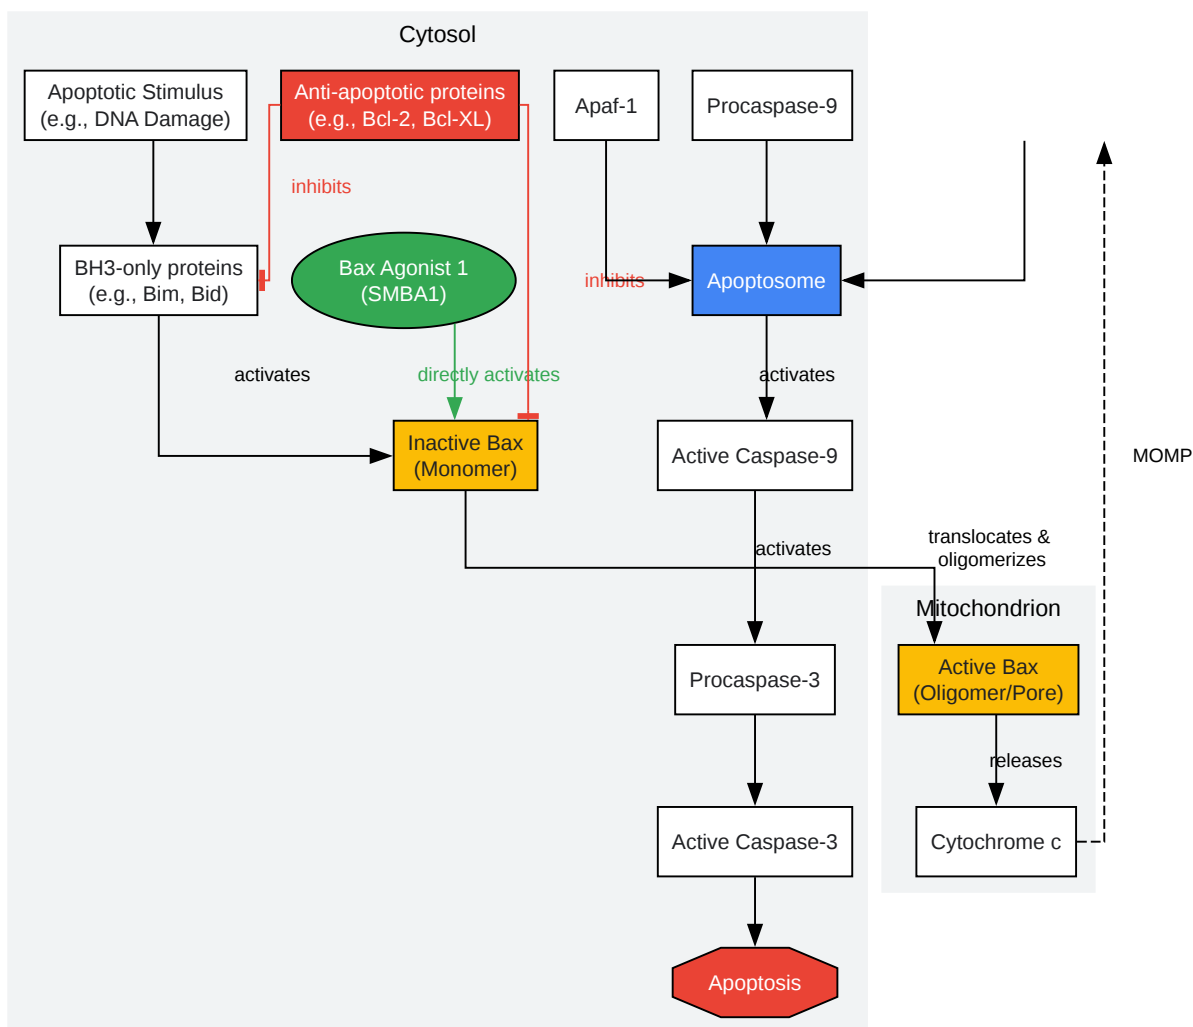 Cytosol
Apoptotic Stimulus
(e.g., DNA Damage)
Anti-apoptotic proteins
(e.g., Bcl-2, Bcl-XL)
Apaf-1
Procaspase-9
inhibits
BH3-only proteins
(e.g., Bim, Bid)
Bax Agonist 1
(SMBA1)
inhibits
Apoptosome
activates
directly activates
activates
Inactive Bax
(Monomer)
Active Caspase-9
MOMP
activates
translocates &
oligomerizes
Mitochondrion
Procaspase-3
Active Bax
(Oligomer/Pore)
releases
Active Caspase-3
Cytochrome c
Apoptosis